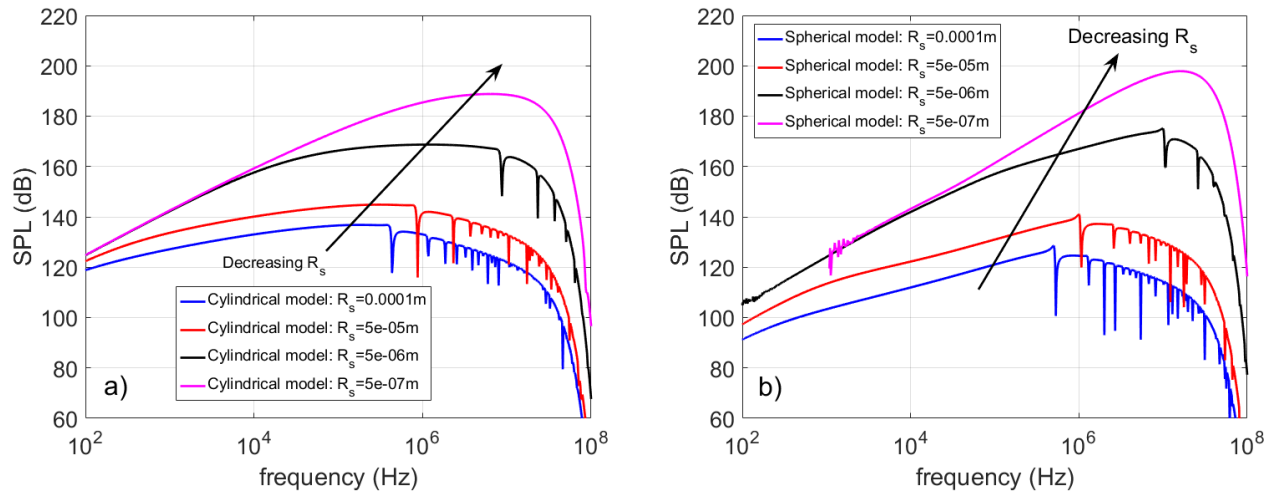 220
200
180
160
140
120
100
80
60
SPL (dB)
Decreasing R_s
Cylindrical model: R_s=0.0001m
Cylindrical model: R_s=5e-05m
Cylindrical model: R_s=5e-06m
Cylindrical model: R_s=5e-07m
a)
10^2 10^4 10^6 10^8
frequency (Hz)
220
200
180
160
140
120
100
80
60
SPL (dB)
Spherical model: R_s=0.0001m
Spherical model: R_s=5e-05m
Spherical model: R_s=5e-06m
Spherical model: R_s=5e-07m
Decreasing R_s
b)
10^2 10^4 10^6 10^8
frequency (Hz)